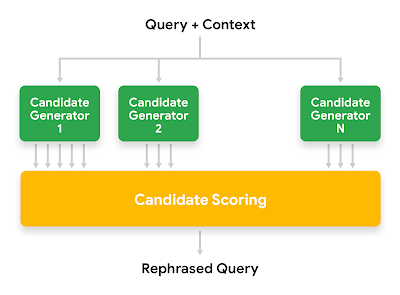 Query + Context
Candidate
Generator
1
Candidate
Generator
2
Candidate
Generator
N
Candidate Scoring
Rephrased Query